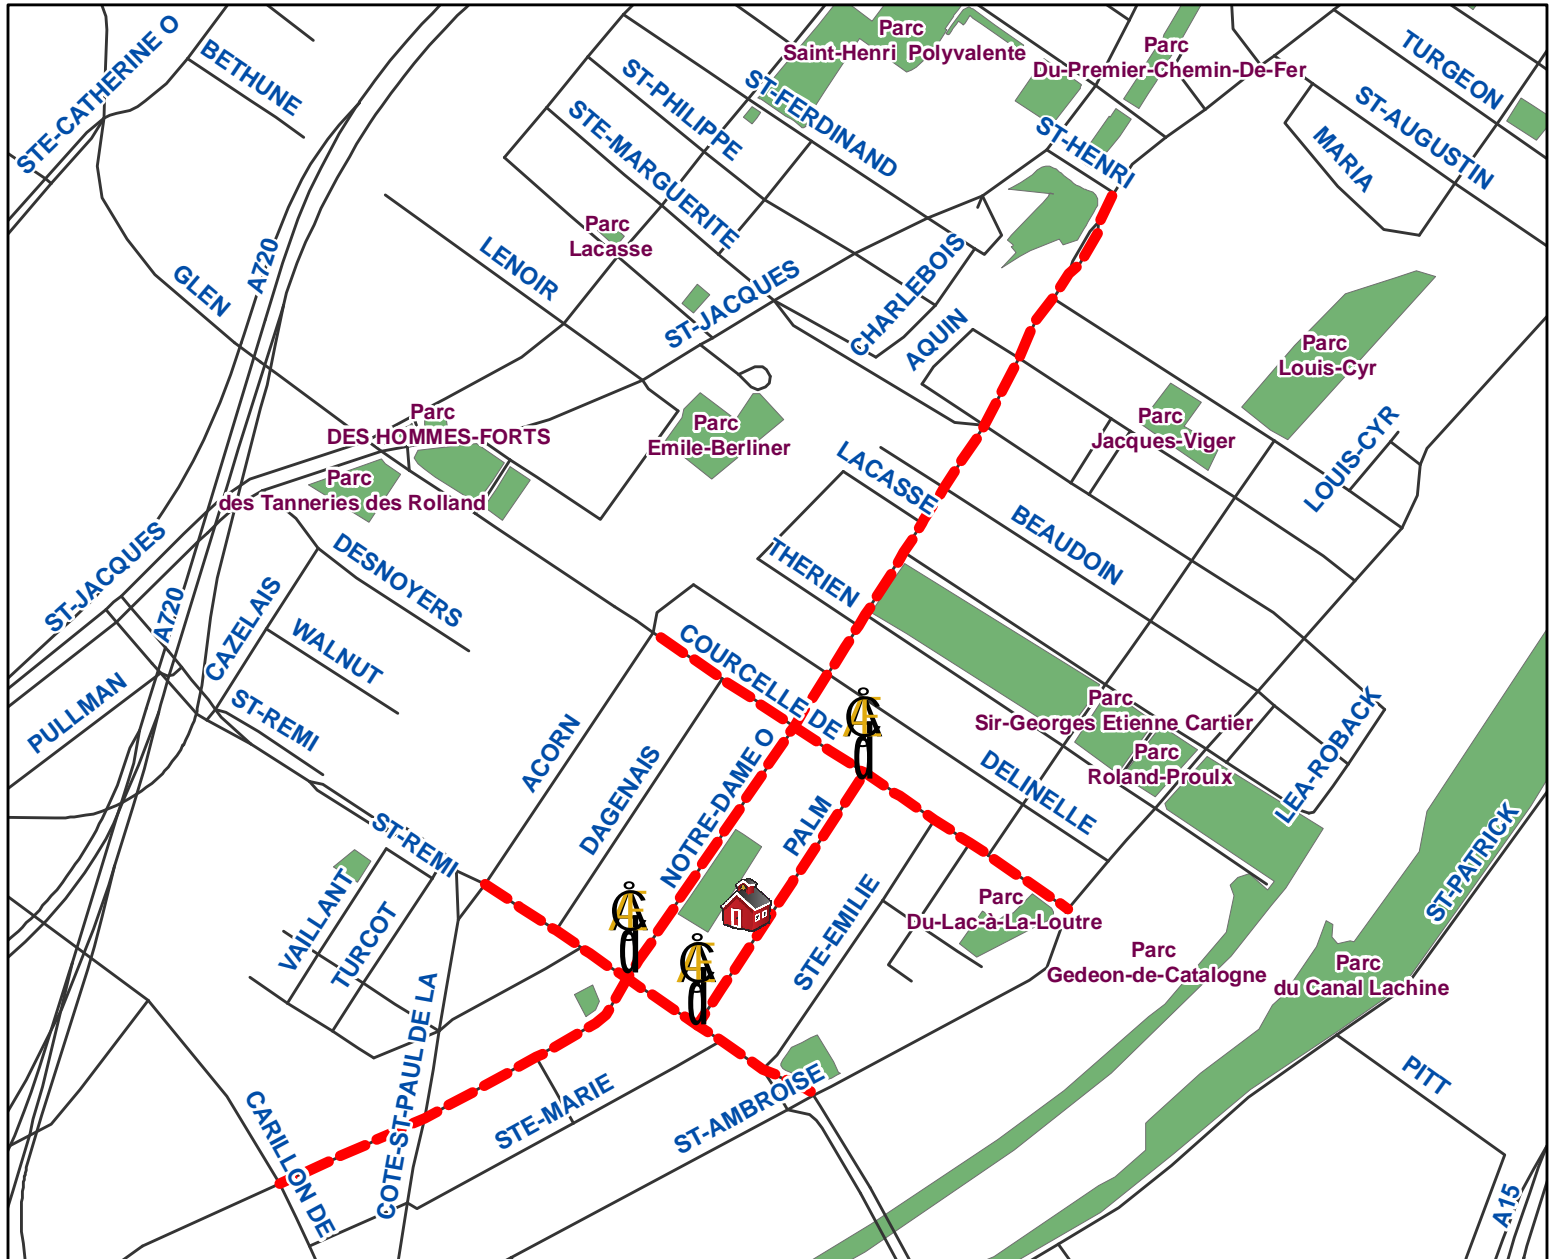 STE-CATHERINE O
BETHUNE
Parc
Saint-Henri Polyvalente
Parc
Du-Premier-Chemin-De-Fer
TURGEON
ST-AUGUSTIN
MARIA
ST-PHILIPPE
ST-FERDINAND
STE-MARGUERITE
ST-HENRI
Parc
Lacasse
A720
GLEN
LENOIR
ST-JACQUES
CHARLEBOIS
AQUIN
Parc
Louis-Cyr
Parc
DES HOMMES-FORTS
Parc
Emile-Berliner
Parc
Jacques-Viger
LOUIS-CYR
Parc
des Tanneries des Rolland
LACASSE
BEAUDOIN
THERIEN
ST-JACQUES
DESNOYERS
A720
CAZELAIS
WALNUT
COURCELLE DE
PULLMAN
ST-REMI
ACORN
DAGENAIS
NOTRE-DAME O
PALM
Parc
Sir-Georges Etienne Cartier
Parc
Roland-Proulx
LEA-ROBACK
DELINELLE
ST-REMI
ST-PATRICK
VAILLANT
TURCOT
STE-EMILIE
Parc
Du-Lac-à-La-Loutre
Parc
Gedeon-de-Catalogne
Parc
du Canal Lachine
COTE-ST-PAUL DE LA
STE-MARIE
ST-AMBROISE
PITT
CARILLON DE
A15